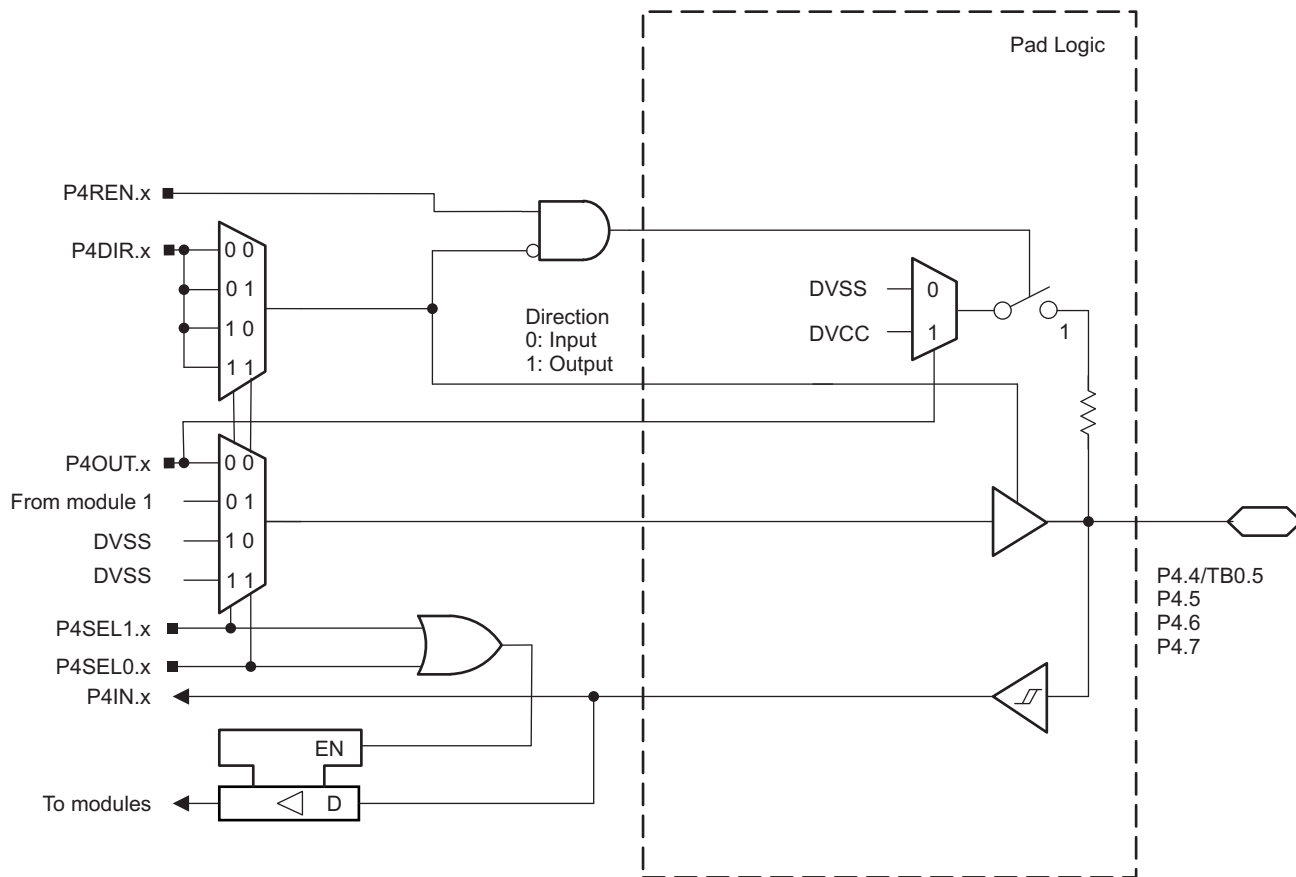 Pad Logic
P4REN.x
P4DIR.x
0 0
0 1
1 0
1 1
Direction
0: Input
1: Output
DVSS
0
DVCC
1
1
P4OUT.x
0 0
From module 1
0 1
DVSS
1 0
DVSS
1 1
P4.4/TB0.5
P4.5
P4.6
P4.7
P4SEL1.x
P4SEL0.x
P4IN.x
EN
To modules
D